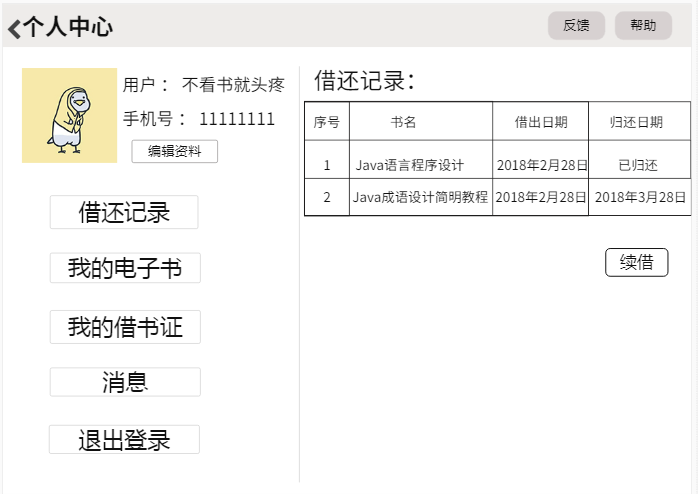 个人中心
反馈
帮助
用户： 不看书就头疼
手机号： 11111111
编辑资料
借还记录
我的电子书
我的借书证
消息
退出登录
借还记录：
序号 书名 借出日期 归还日期
1 Java语言程序设计 2018年2月28日 已归还
2 Java成语设计简明教程 2018年2月28日 2018年3月28日
续借